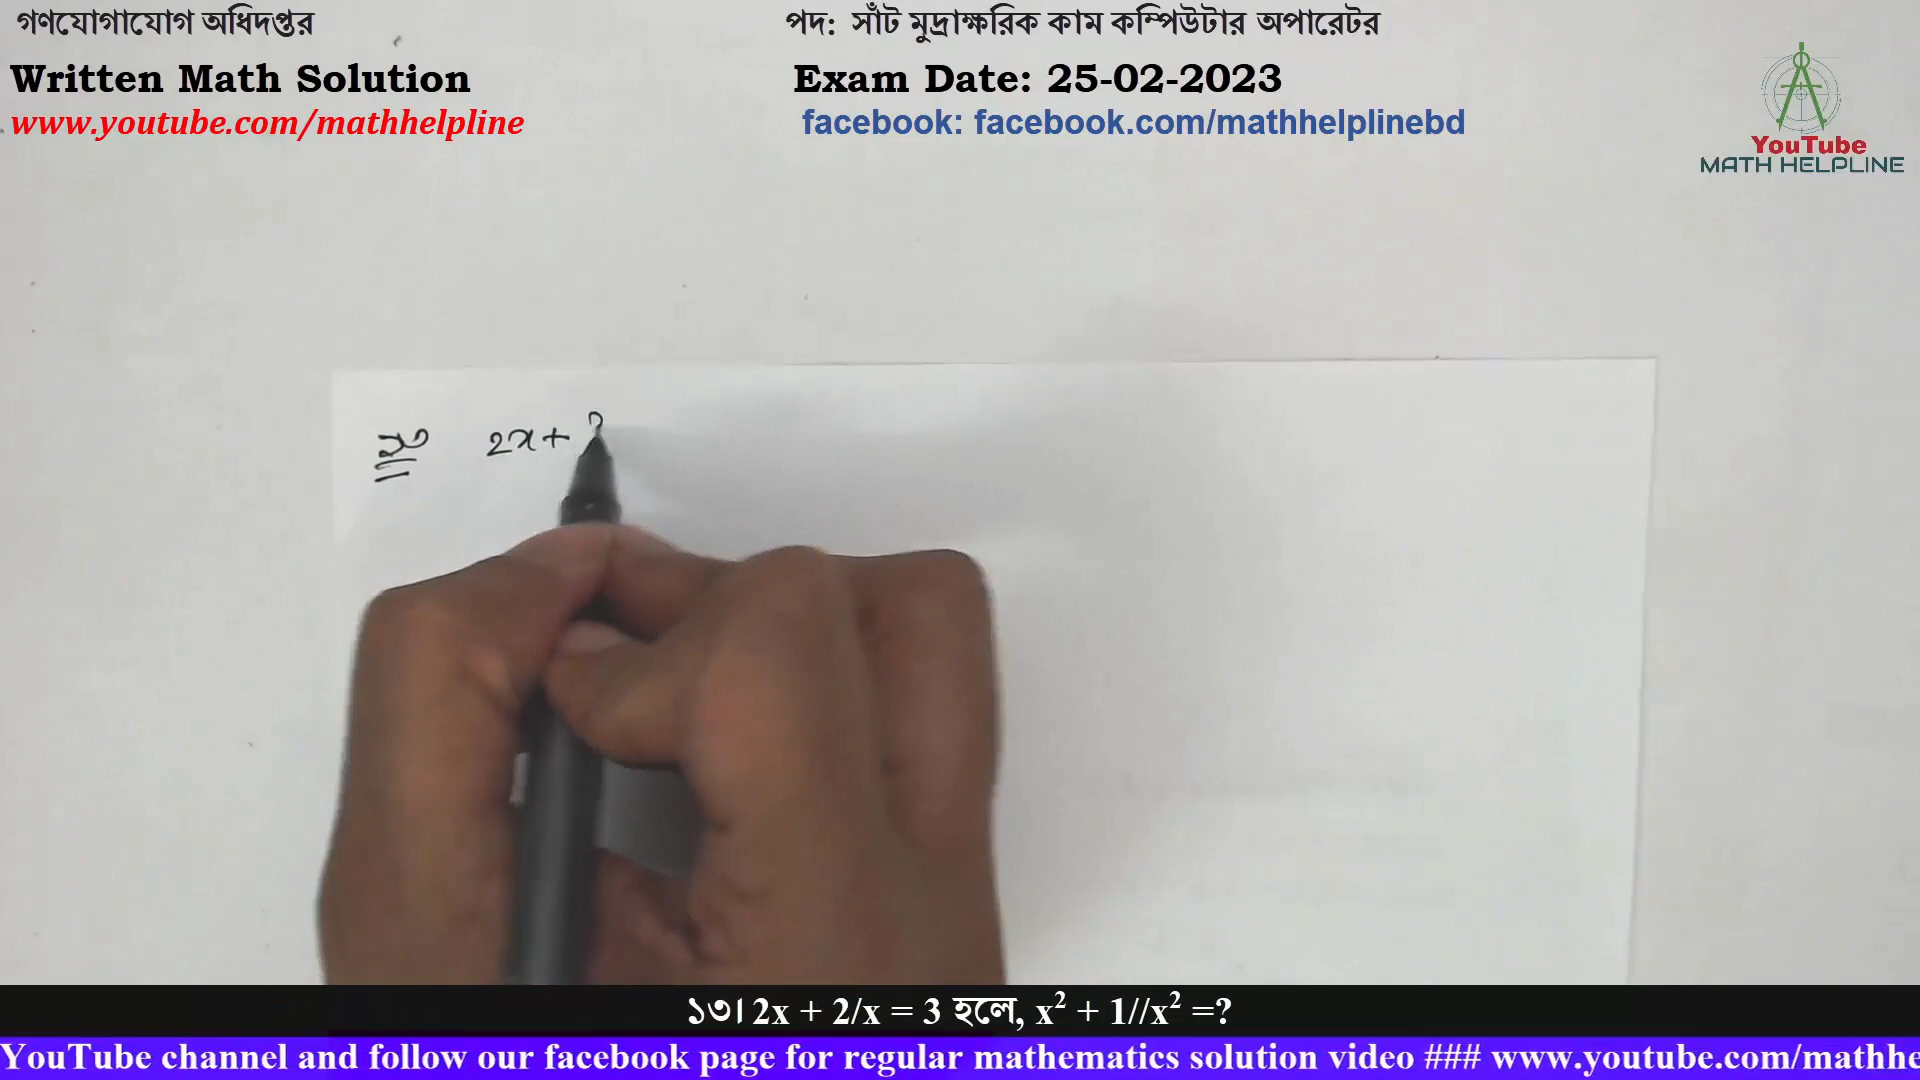 গণযোগাযোগ অধিদপ্তর
পদ: সাঁট মুদ্রাক্ষরিক কাম কম্পিউটার অপারেটর
Written Math Solution
Exam Date: 25-02-2023
www.youtube.com/mathhelpline
facebook: facebook.com/mathhelplinebd
YouTube
MATH HELPLINE
2x +
১৩। 2x + 2/x = 3 হলে, x² + 1//x² =?
YouTube channel and follow our facebook page for regular mathematics solution video ### www.youtube.com/mathhe